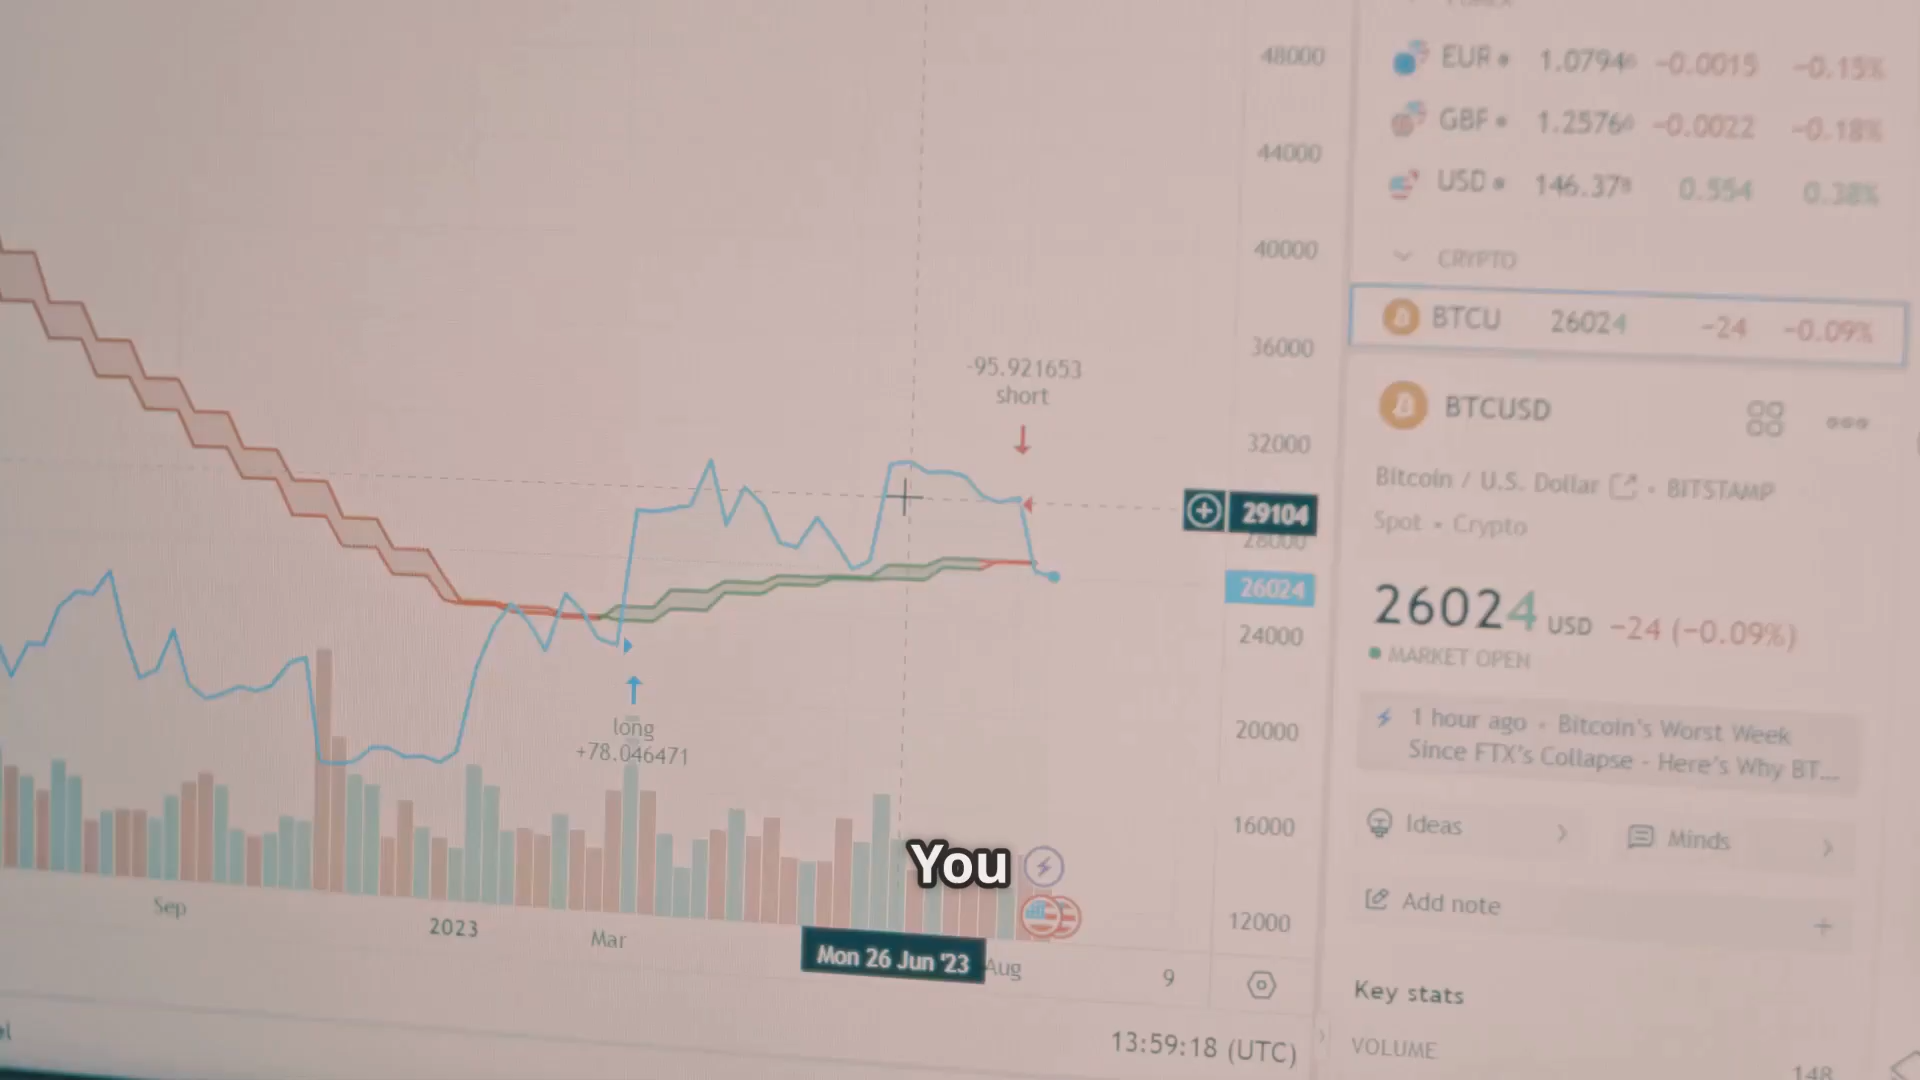 48000
44000
40000
36000
32000
29104
28000
26024
24000
20000
16000
12000
-95.921653
short
long
+78.046471
Sep
2023
Mar
Mon 26 Jun '23
Aug
9
13:59:18 (UTC)
You
EUR 1.0794 -0.0015 -0.15%
GBP 1.2576 -0.0022 -0.18%
USD 146.37 0.554 0.38%
CRYPTO
BTCU 26024 -24 -0.09%
BTCUSD
Bitcoin / U.S. Dollar • BITSTAMP
Spot • Crypto
26024 USD -24 (-0.09%)
MARKET OPEN
1 hour ago • Bitcoin's Worst Week
Since FTX's Collapse - Here's Why BT...
Ideas
Minds
Add note
Key stats
VOLUME